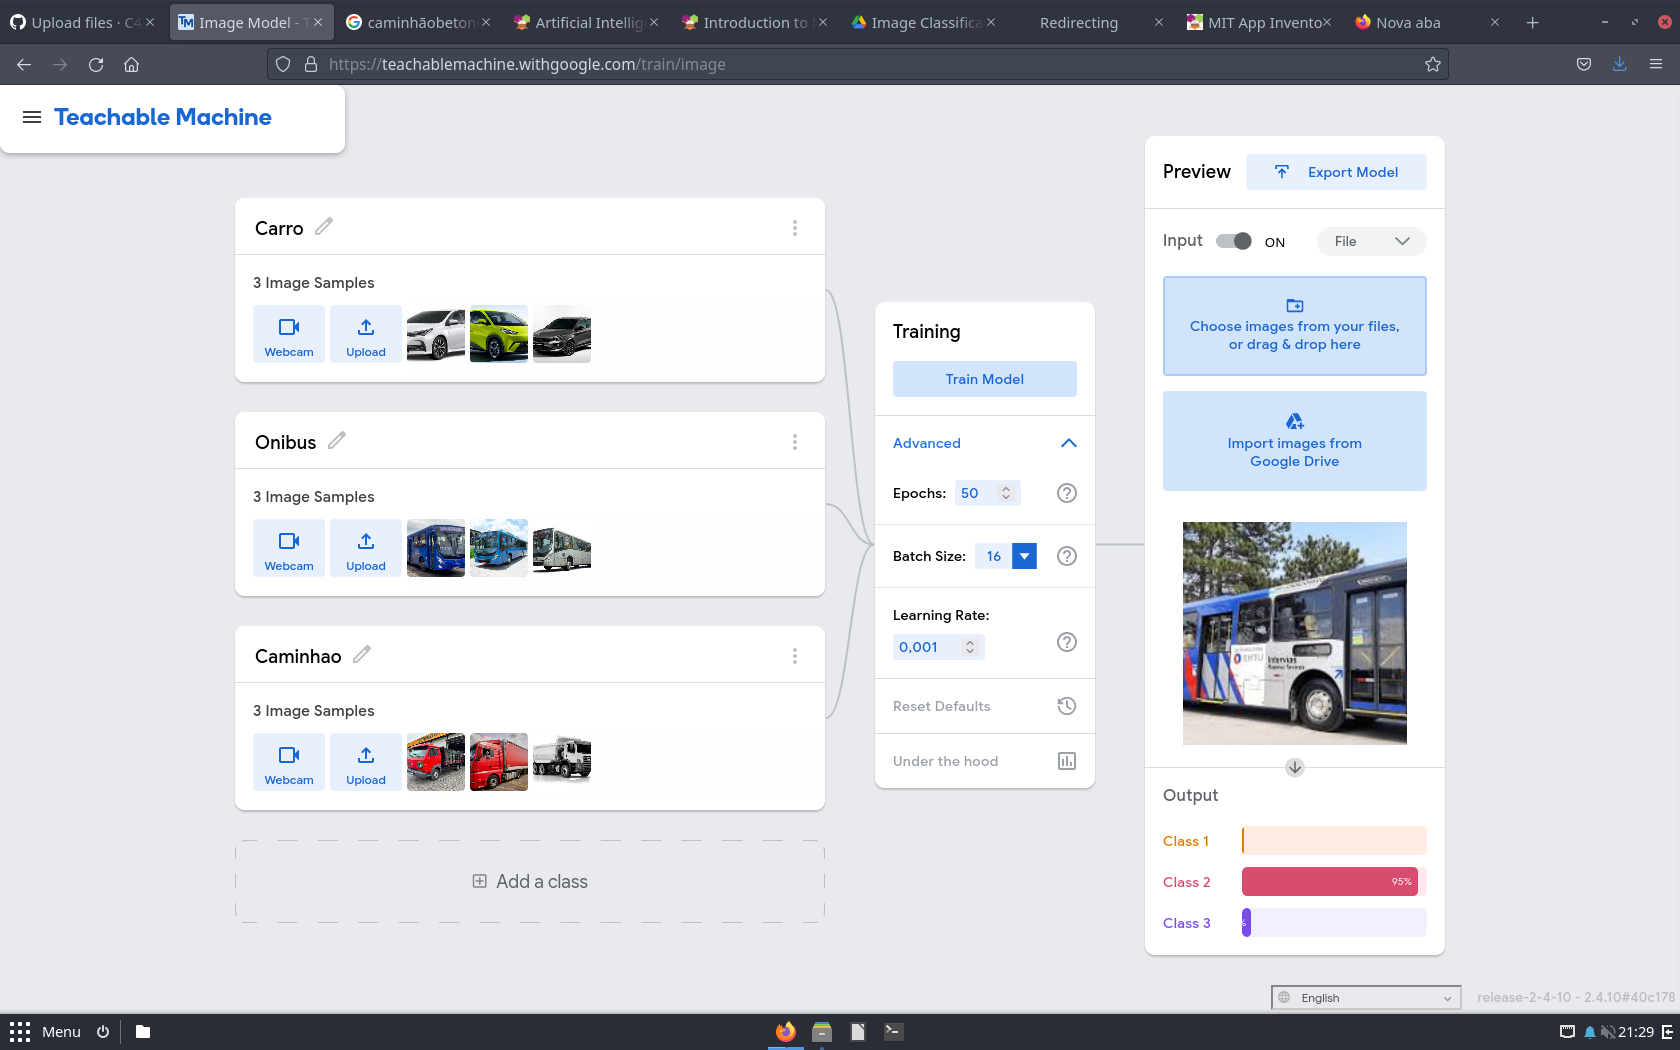 Upload files · C4
Image Model - T
caminhãobeton
Artificial Intellig
Introduction to
Image Classifica
Redirecting
MIT App Invento
Nova aba
https://teachablemachine.withgoogle.com/train/image
Teachable Machine
Carro
3 Image Samples
Webcam
Upload
Onibus
3 Image Samples
Webcam
Upload
Caminhao
3 Image Samples
Webcam
Upload
Add a class
Training
Train Model
Advanced
Epochs: 50
Batch Size: 16
Learning Rate:
0,001
Reset Defaults
Under the hood
Preview
Export Model
Input ON File
Choose images from your files,
or drag & drop here
Import images from
Google Drive
EMTU
Intervias
Output
Class 1
Class 2 95%
Class 3
English
release-2-4-10 - 2.4.10#40c178
Menu
21:29